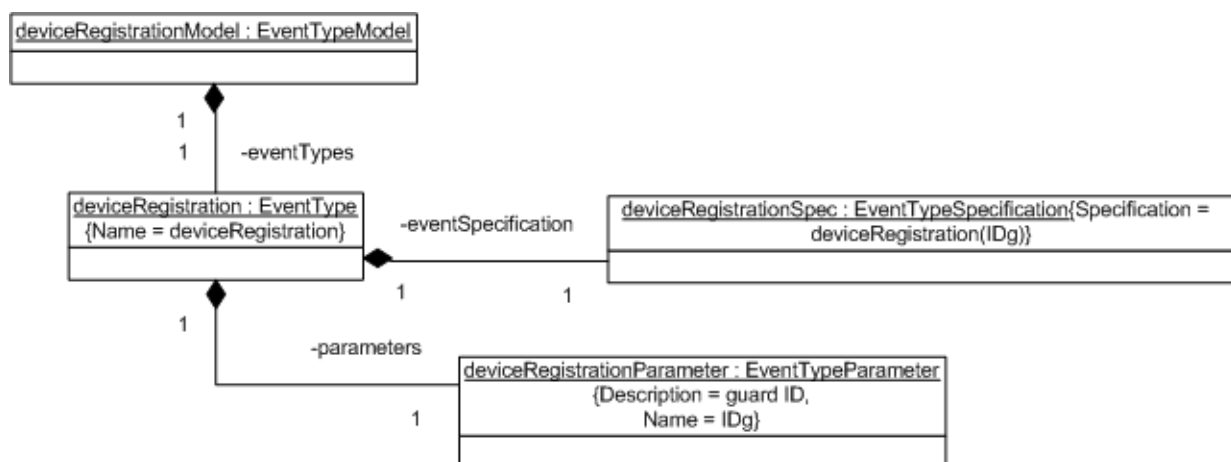 deviceRegistrationModel : EventTypeModel
1
1
-eventTypes
deviceRegistration : EventType
{Name = deviceRegistration}
-eventSpecification
deviceRegistrationSpec : EventTypeSpecification{Specification =
deviceRegistration(IDg)}
1
1
1
-parameters
deviceRegistrationParameter : EventTypeParameter
{Description = guard ID,
Name = IDg}
1